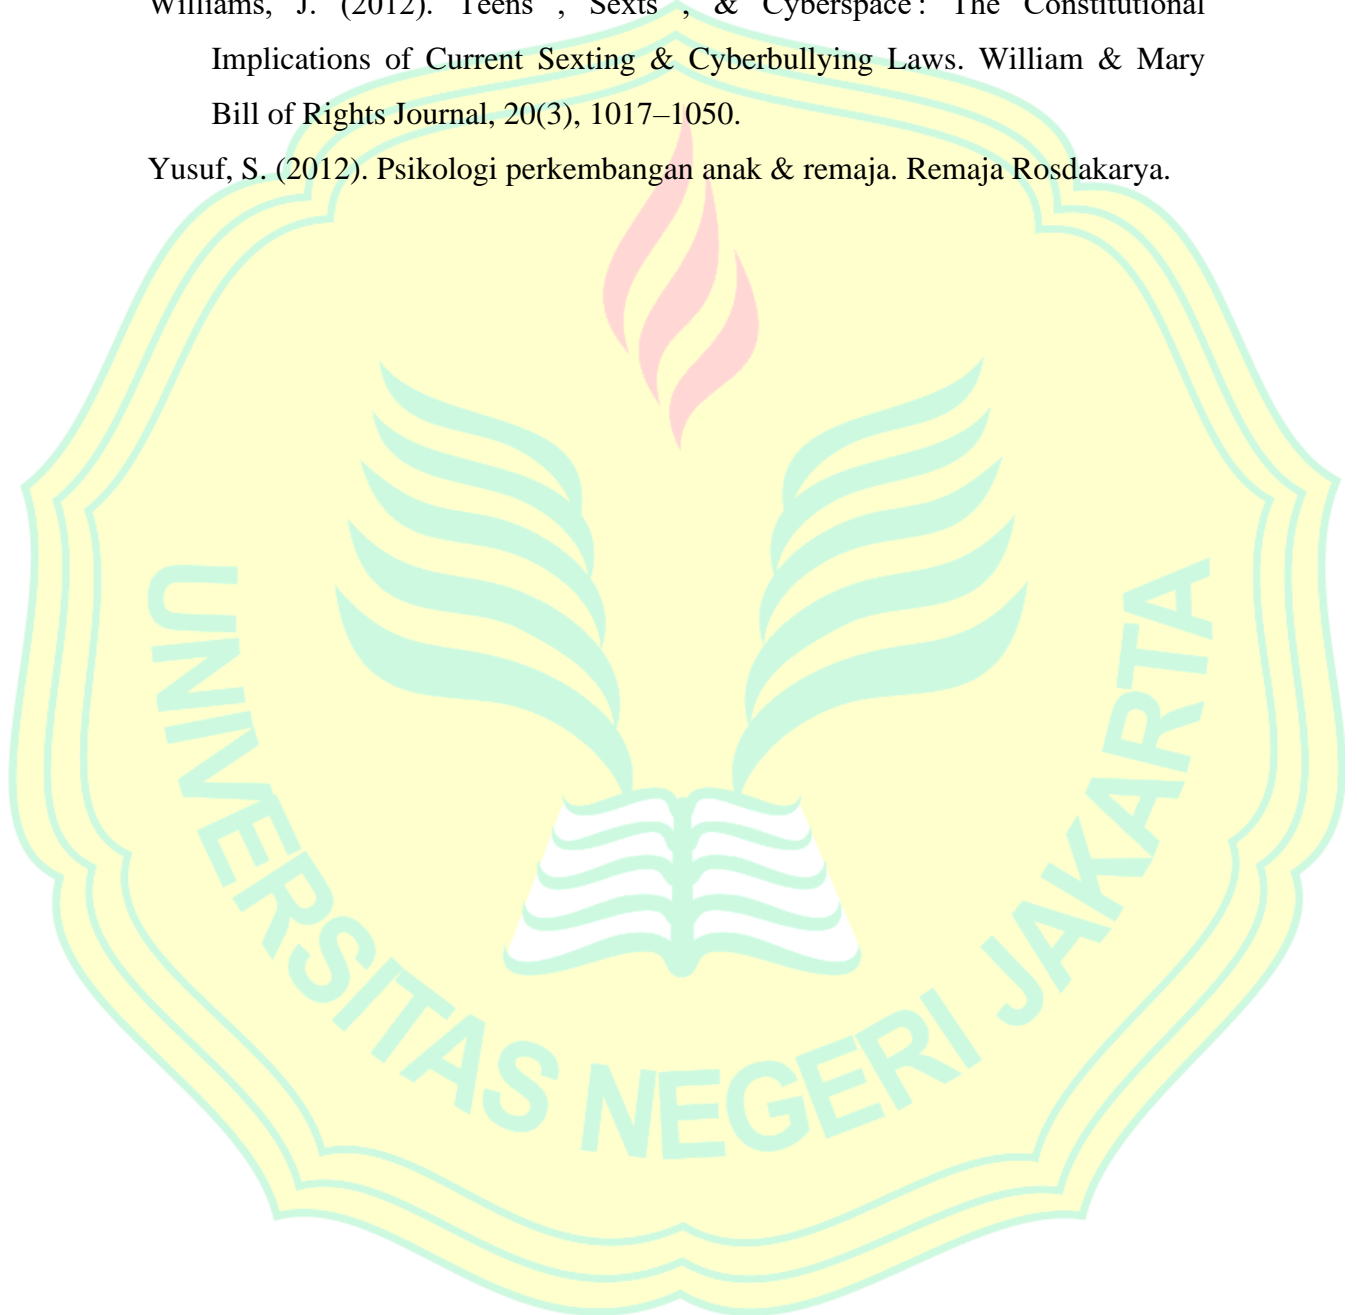 Williams, J. (2012). Teens , Sexts , & Cyberspace : The Constitutional
Implications of Current Sexting & Cyberbullying Laws. William & Mary
Bill of Rights Journal, 20(3), 1017–1050.
Yusuf, S. (2012). Psikologi perkembangan anak & remaja. Remaja Rosdakarya.
UNIVERSITAS NEGERI JAKARTA